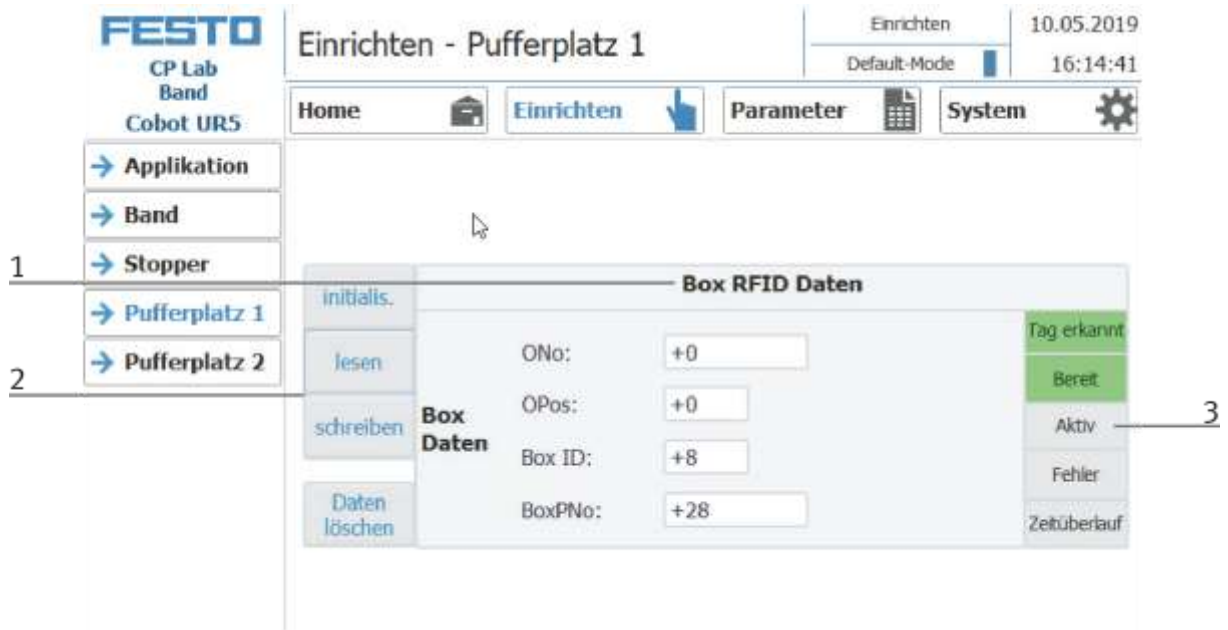 FESTO
CP Lab
Band
Cobot UR5
Einrichten - Pufferplatz 1
Einrichten
Default-Mode
10.05.2019
16:14:41
Home
Einrichten
Parameter
System
Applikation
Band
Stopper
Pufferplatz 1
Pufferplatz 2
1
2
3
Box RFID Daten
initialis.
lesen
schreiben
Daten
löschen
Box
Daten
ONo: +0
OPos: +0
Box ID: +8
BoxPNo: +28
Tag erkannt
Bereit
Aktiv
Fehler
Zeitüberlauf